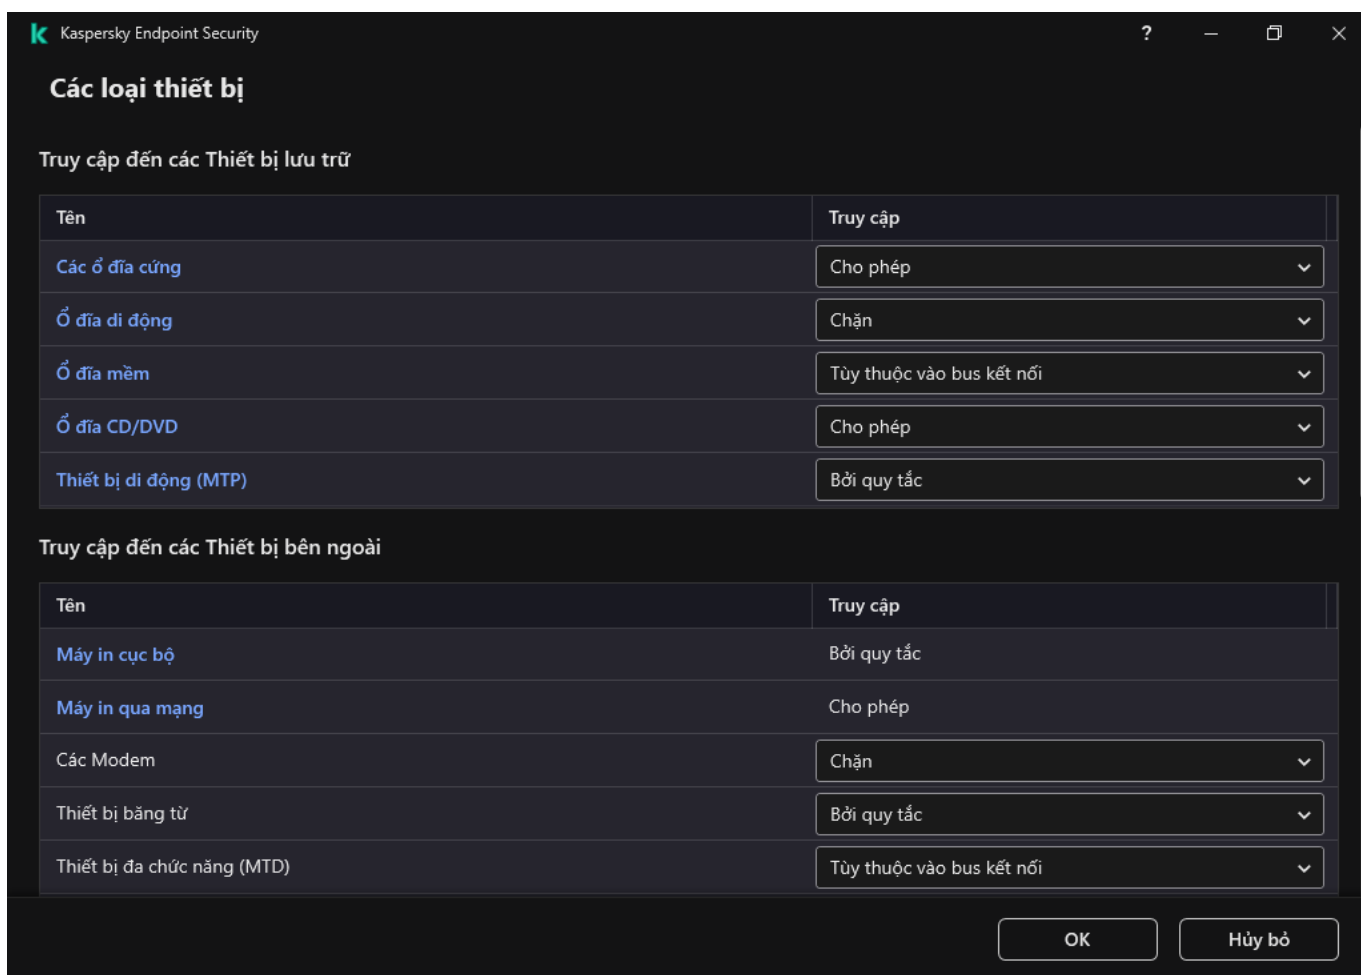 Kaspersky Endpoint Security
?
Các loại thiết bị
Truy cập đến các Thiết bị lưu trữ
Tên Truy cập
Các ổ đĩa cứng Cho phép
Ổ đĩa di động Chặn
Ổ đĩa mềm Tùy thuộc vào bus kết nối
Ổ đĩa CD/DVD Cho phép
Thiết bị di động (MTP) Bởi quy tắc
Truy cập đến các Thiết bị bên ngoài
Tên Truy cập
Máy in cục bộ Bởi quy tắc
Máy in qua mạng Cho phép
Các Modem Chặn
Thiết bị băng từ Bởi quy tắc
Thiết bị đa chức năng (MTD) Tùy thuộc vào bus kết nối
OK Hủy bỏ